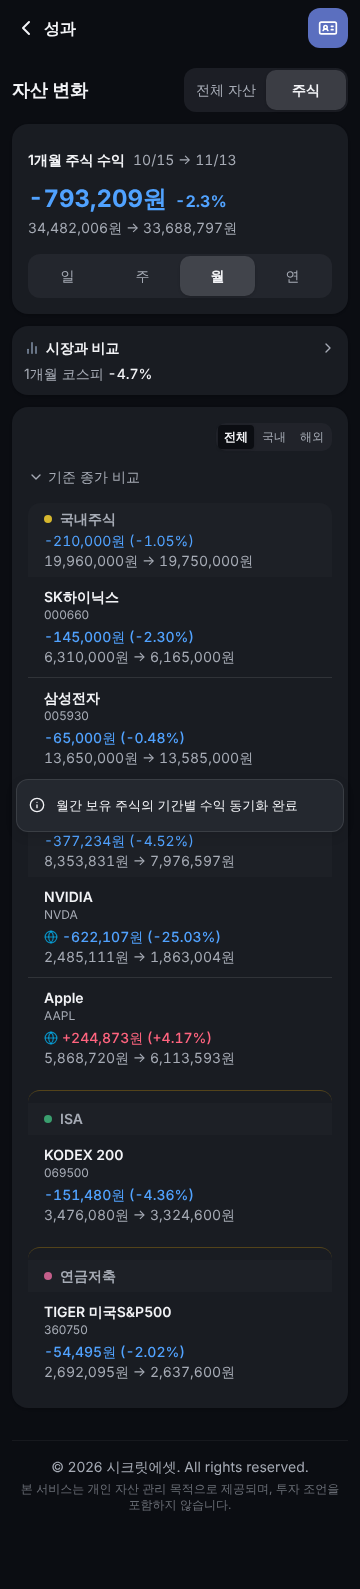 성과
자산 변화
전체 자산
주식
1개월 주식 수익 10/15 → 11/13
-793,209원 -2.3%
34,482,006원 → 33,688,797원
일
주
월
연
시장과 비교
1개월 코스피 -4.7%
전체
국내
해외
기준 종가 비교
국내주식
-210,000원 (-1.05%)
19,960,000원 → 19,750,000원
SK하이닉스
000660
-145,000원 (-2.30%)
6,310,000원 → 6,165,000원
삼성전자
005930
-65,000원 (-0.48%)
13,650,000원 → 13,585,000원
월간 보유 주식의 기간별 수익 동기화 완료
-377,234원 (-4.52%)
8,353,831원 → 7,976,597원
NVIDIA
NVDA
-622,107원 (-25.03%)
2,485,111원 → 1,863,004원
Apple
AAPL
+244,873원 (+4.17%)
5,868,720원 → 6,113,593원
ISA
KODEX 200
069500
-151,480원 (-4.36%)
3,476,080원 → 3,324,600원
연금저축
TIGER 미국S&P500
360750
-54,495원 (-2.02%)
2,692,095원 → 2,637,600원
© 2026 시크릿에셋. All rights reserved.
본 서비스는 개인 자산 관리 목적으로 제공되며, 투자 조언을
포함하지 않습니다.